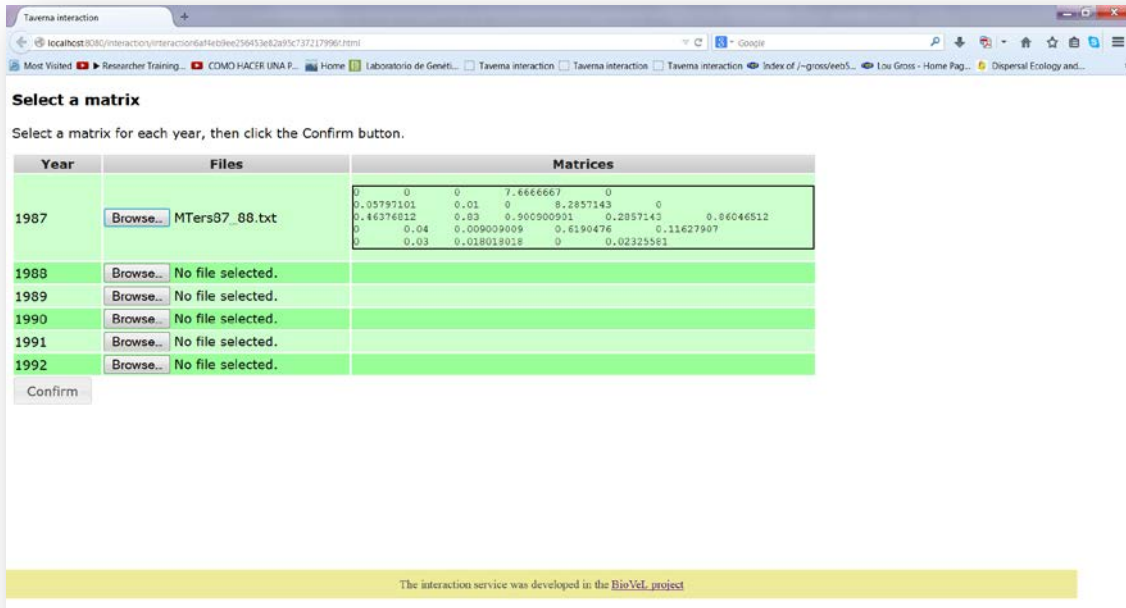 Taverna interaction
localhost:8080/interaction/interaction6af4eb9ee256453e82a95c7372179961.html
Google
Most Visited Researcher Training... COMO HACER UNA P... Home Laboratorio de Genéti... Taverna interaction Taverna interaction Taverna interaction Index of /~gross/eeb5... Lou Gross - Home Pag... Dispersal Ecology and...
Select a matrix
Select a matrix for each year, then click the Confirm button.
Year Files Matrices
1987 Browse... MTers87_88.txt
0 0 0 7.6666667 0
0.05797101 0.01 0 8.2857143 0
0.46376812 0.83 0.900900901 0.2857143 0.86046512
0 0.04 0.009009009 0.6190476 0.11627907
0 0.03 0.018018018 0 0.02325581
1988 Browse... No file selected.
1989 Browse... No file selected.
1990 Browse... No file selected.
1991 Browse... No file selected.
1992 Browse... No file selected.
Confirm
The interaction service was developed in the BioVeL project